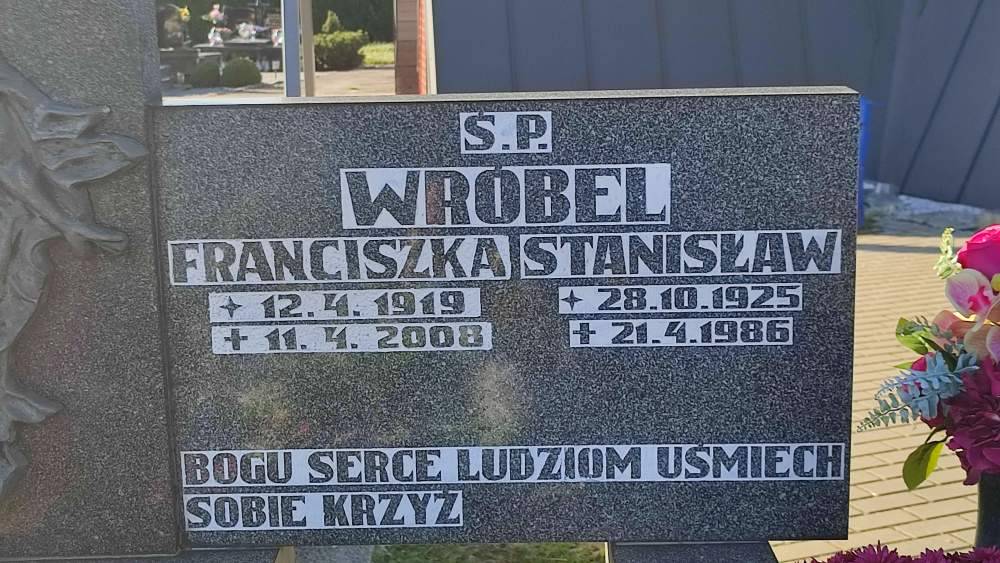 Ś.P.
WRÓBEL
FRANCISZKA STANISŁAW
✦ 12.4.1919 ✦ 28.10.1925
✝ 11.4.2008 ✝ 21.4.1986
BOGU SERCE LUDZIOM UŚMIECH
SOBIE KRZYŻ